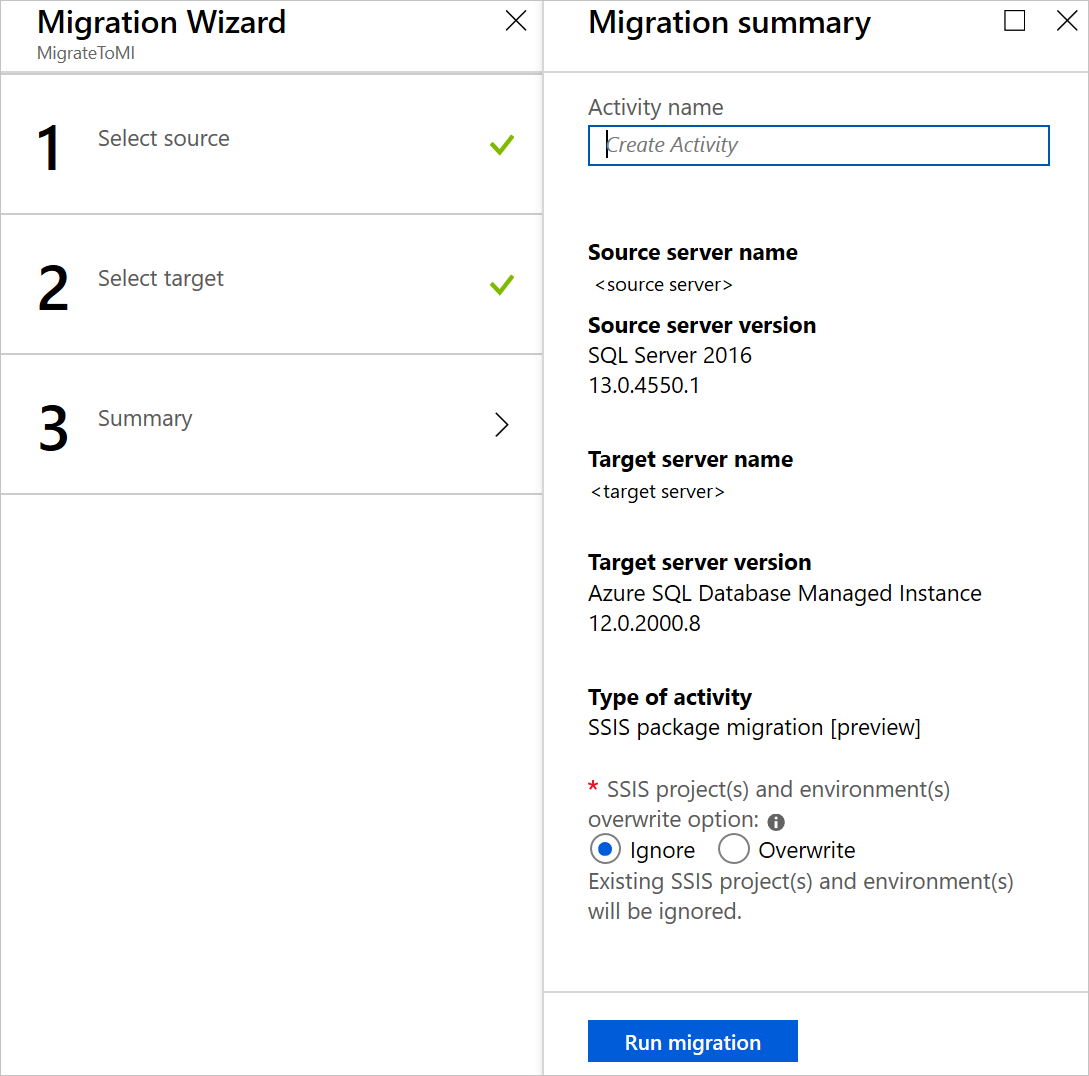 Migration Wizard
MigrateToMI
1
Select source
2
Select target
3
Summary
Migration summary
Activity name
Create Activity
Source server name
<source server>
Source server version
SQL Server 2016
13.0.4550.1
Target server name
<target server>
Target server version
Azure SQL Database Managed Instance
12.0.2000.8
Type of activity
SSIS package migration [preview]
* SSIS project(s) and environment(s)
overwrite option:
Ignore Overwrite
Existing SSIS project(s) and environment(s)
will be ignored.
Run migration